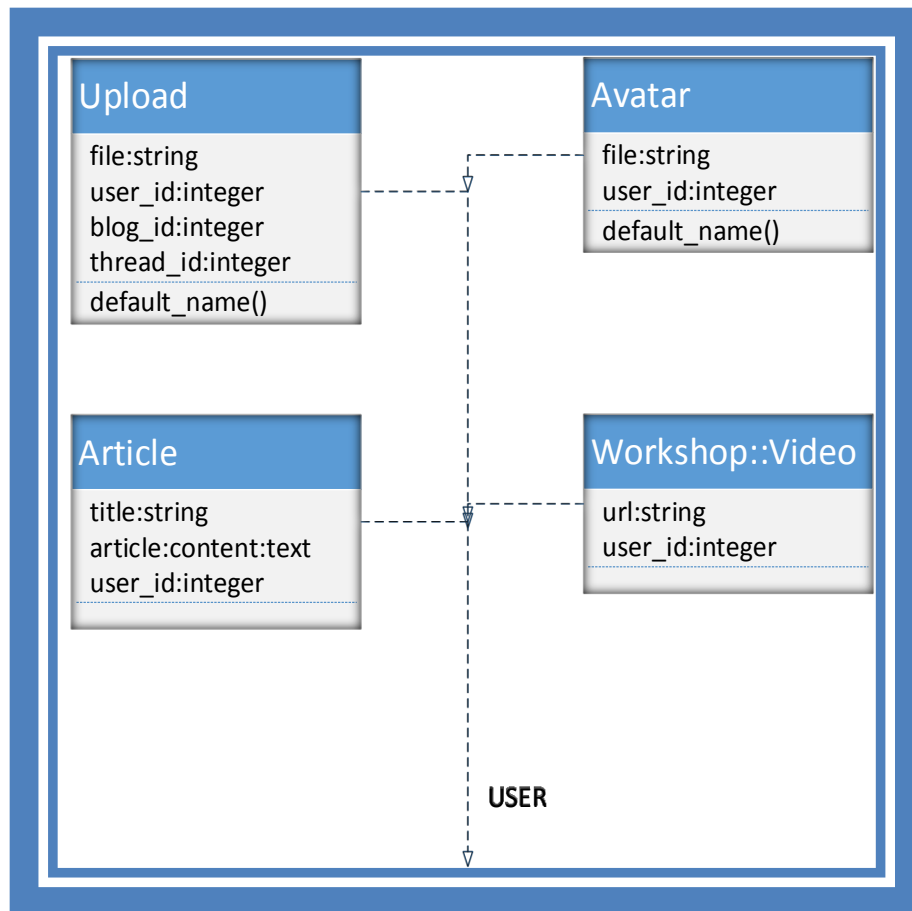 Upload
file:string
user_id:integer
blog_id:integer
thread_id:integer
default_name()
Avatar
file:string
user_id:integer
default_name()
Article
title:string
article:content:text
user_id:integer
Workshop::Video
url:string
user_id:integer
USER